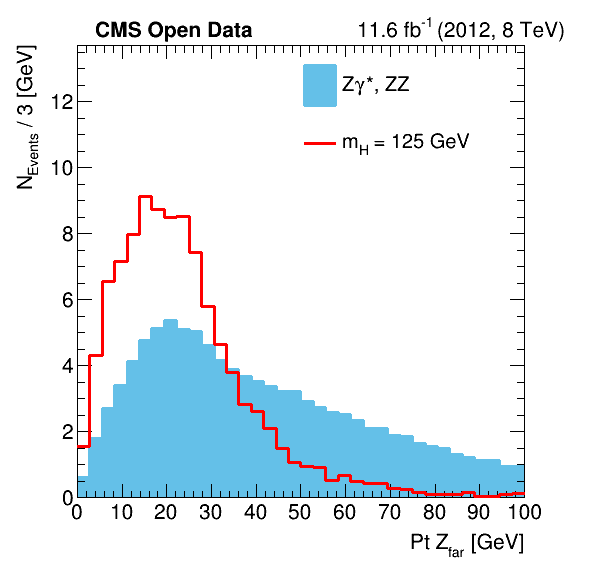 CMS Open Data
11.6 fb⁻¹ (2012, 8 TeV)
N_Events / 3 [GeV]
12
10
8
6
4
2
0
Zγ*, ZZ
m_H = 125 GeV
0 10 20 30 40 50 60 70 80 90 100
Pt Z_far [GeV]